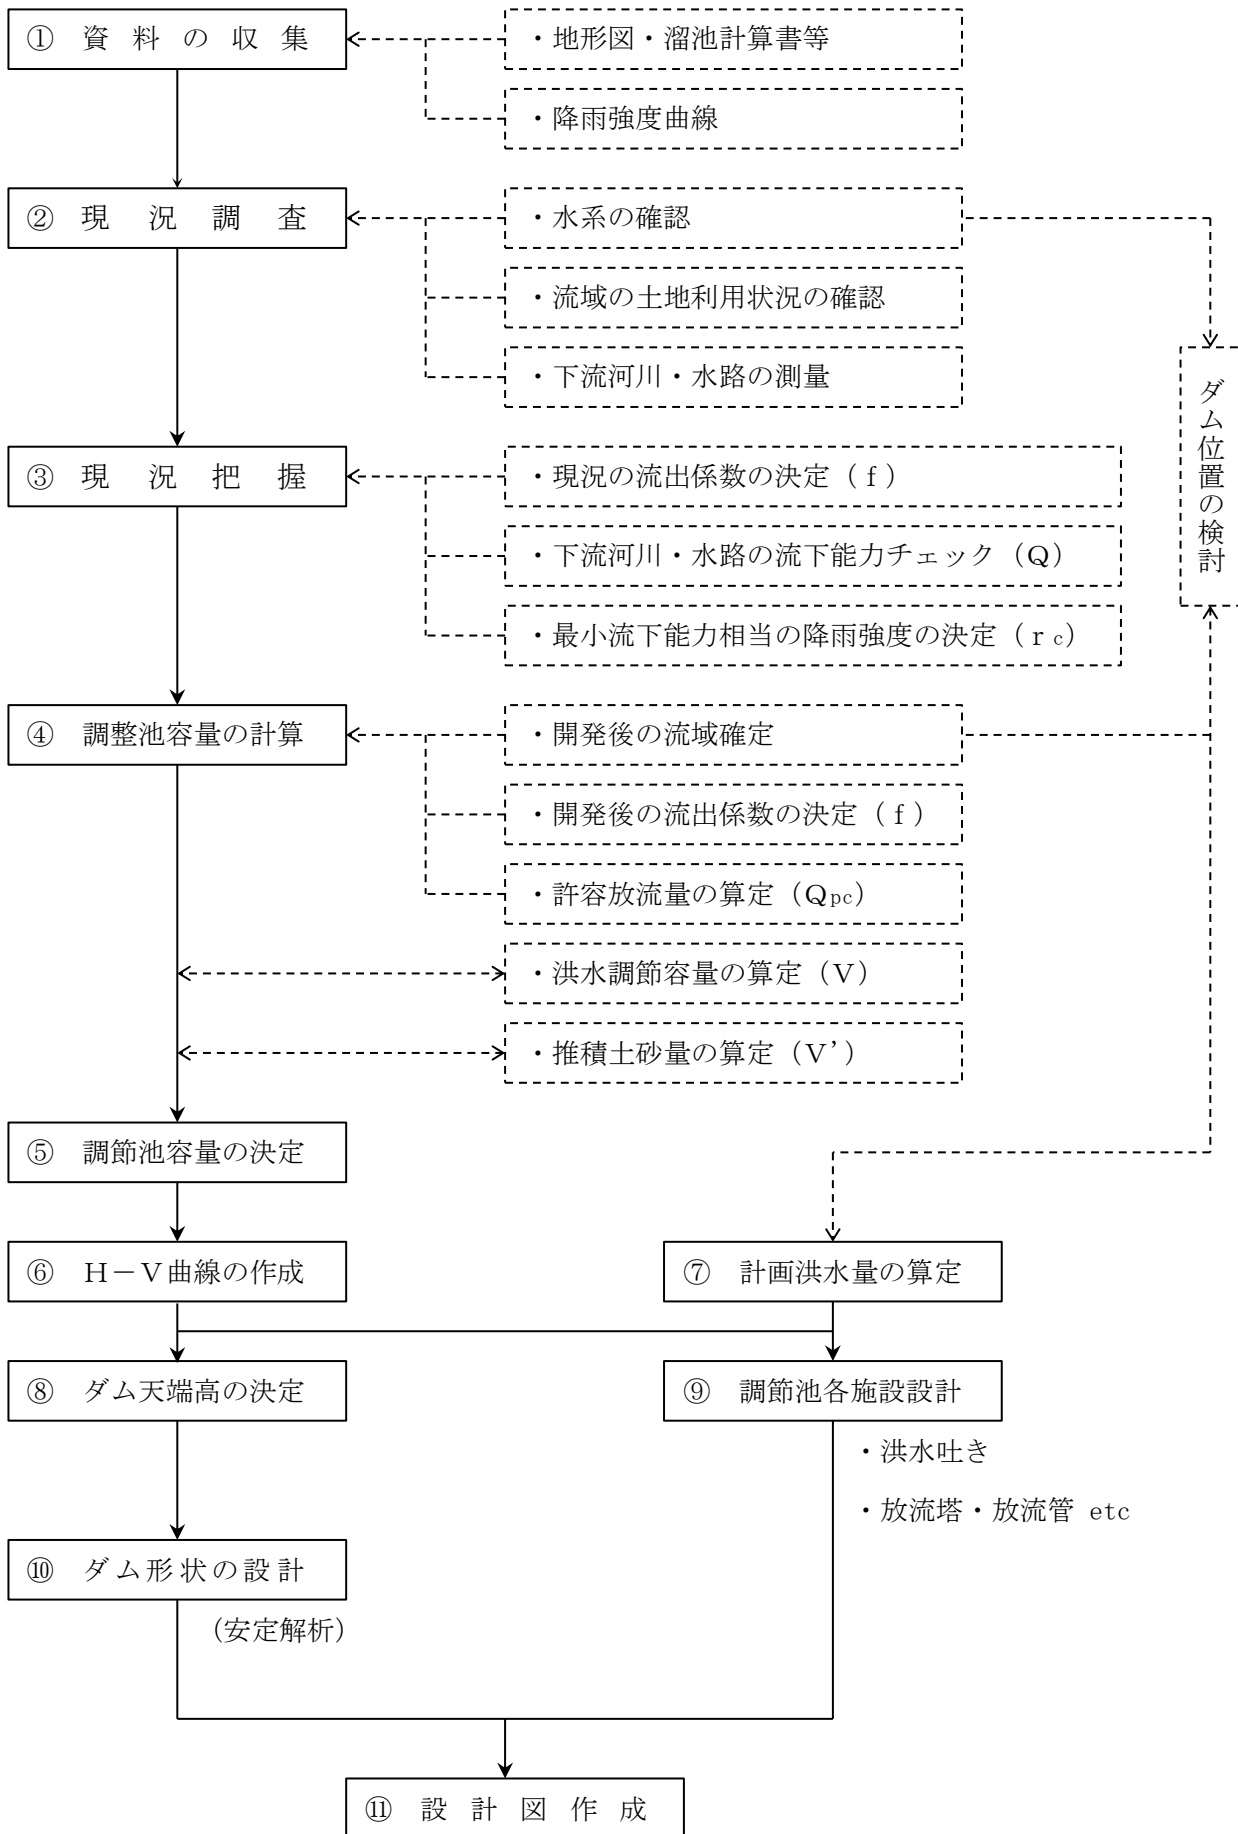 ① 資料の収集
・地形図・溜池計算書等
・降雨強度曲線
② 現況調査
・水系の確認
・流域の土地利用状況の確認
・下流河川・水路の測量
ダム位置の検討
③ 現況把握
・現況の流出係数の決定（ｆ）
・下流河川・水路の流下能力チェック（Ｑ）
・最小流下能力相当の降雨強度の決定（ｒc）
④ 調整池容量の計算
・開発後の流域確定
・開発後の流出係数の決定（ｆ）
・許容放流量の算定（Ｑpc）
・洪水調節容量の算定（Ｖ）
・推積土砂量の算定（Ｖ’）
⑤ 調節池容量の決定
⑥ Ｈ－Ｖ曲線の作成
⑦ 計画洪水量の算定
⑧ ダム天端高の決定
⑨ 調節池各施設設計
・洪水吐き
・放流塔・放流管 etc
⑩ ダム形状の設計
（安定解析）
⑪ 設計図作成